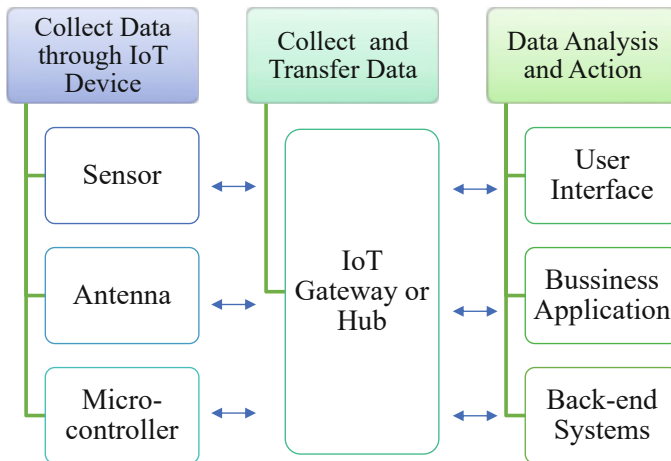 Collect Data
through IoT
Device
Sensor
Antenna
Micro-
controller
Collect and
Transfer Data
IoT
Gateway or
Hub
Data Analysis
and Action
User
Interface
Bussiness
Application
Back-end
Systems